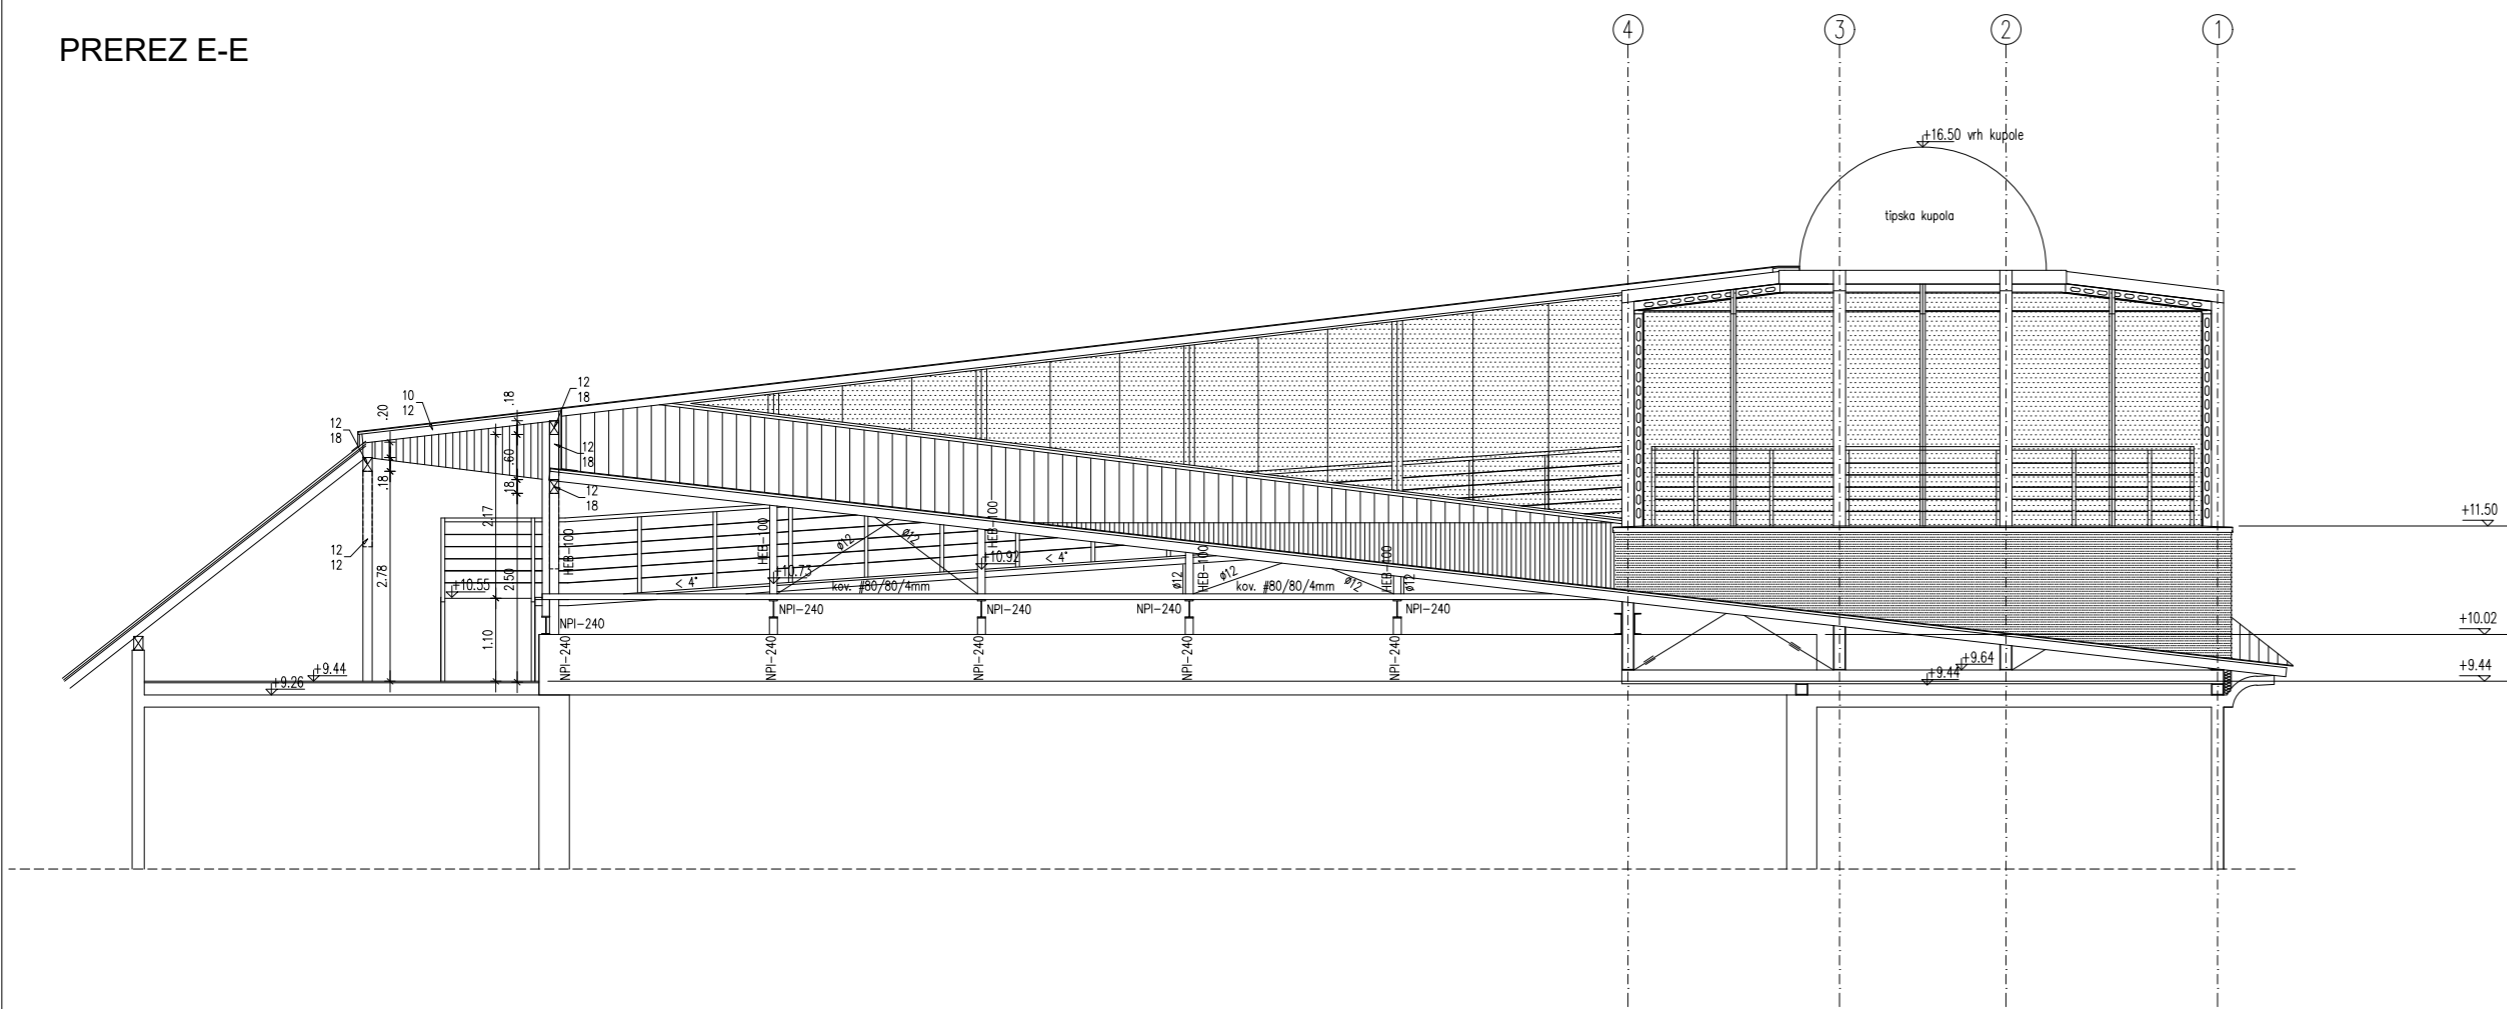 PREREZ E-E
4
3
2
1
+16.50 vrh kupole
tipska kupola
12
18
10
12
.20
.18
12
18
12
18
.60
12
18
.18
.18
12
18
+11.50
2.17
HEB-100
HEB-100
HEB-100
HEB-100
HEB-100
ø12
ø12
12
12
2.78
2.50
+10.55
< 4°
+10.73
kov. #80/80/4mm
+10.92
< 4°
ø12
ø12
kov. #80/80/4mm
ø12
ø12
NPI-240
NPI-240
NPI-240
NPI-240
NPI-240
+10.02
1.10
NPI-240
NPI-240
NPI-240
NPI-240
NPI-240
+9.44
+9.26
+9.64
+9.44
+9.44